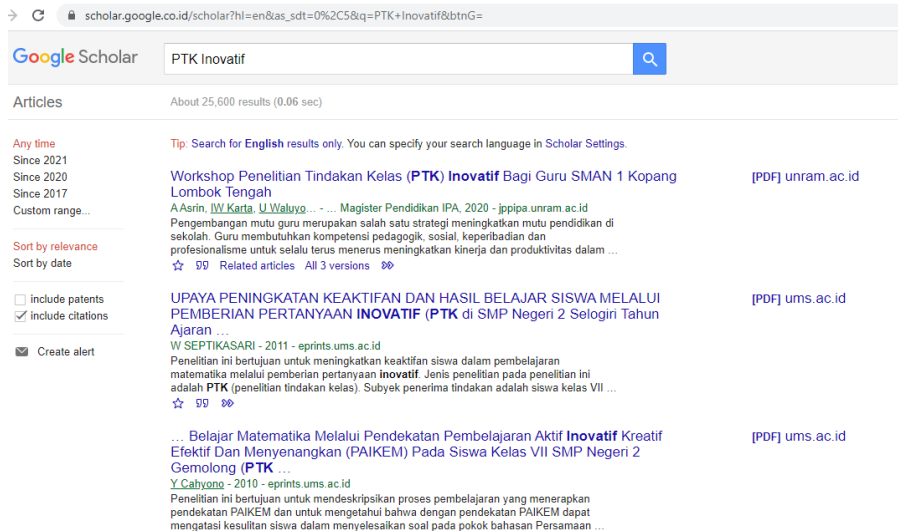 scholar.google.co.id/scholar?hl=en&as_sdt=0%2C5&q=PTK+Inovatif&btnG=
Google Scholar
PTK Inovatif
Articles
About 25,600 results (0.06 sec)
Any time
Since 2021
Since 2020
Since 2017
Custom range...
Sort by relevance
Sort by date
include patents
include citations
Create alert
Tip: Search for English results only. You can specify your search language in Scholar Settings.
Workshop Penelitian Tindakan Kelas (PTK) Inovatif Bagi Guru SMAN 1 Kopang
Lombok Tengah
A Asrin, IW Karta, U Waluyo... - ... Magister Pendidikan IPA, 2020 - jppipa.unram.ac.id
Pengembangan mutu guru merupakan salah satu strategi meningkatkan mutu pendidikan di
sekolah. Guru membutuhkan kompetensi pedagogik, sosial, keperibadian dan
profesionalisme untuk selalu terus menerus meningkatkan kinerja dan produktivitas dalam ...
Related articles All 3 versions
[PDF] unram.ac.id
UPAYA PENINGKATAN KEAKTIFAN DAN HASIL BELAJAR SISWA MELALUI
PEMBERIAN PERTANYAAN INOVATIF (PTK di SMP Negeri 2 Selogiri Tahun
Ajaran ...
W SEPTIKASARI - 2011 - eprints.ums.ac.id
Penelitian ini bertujuan untuk meningkatkan keaktifan siswa dalam pembelajaran
matematika melalui pemberian pertanyaan inovatif. Jenis penelitian pada penelitian ini
adalah PTK (penelitian tindakan kelas). Subyek penerima tindakan adalah siswa kelas VII ...
[PDF] ums.ac.id
... Belajar Matematika Melalui Pendekatan Pembelajaran Aktif Inovatif Kreatif
Efektif Dan Menyenangkan (PAIKEM) Pada Siswa Kelas VII SMP Negeri 2
Gemolong (PTK ...
Y Cahyono - 2010 - eprints.ums.ac.id
Penelitian ini bertujuan untuk mendeskripsikan proses pembelajaran yang menerapkan
pendekatan PAIKEM dan untuk mengetahui bahwa dengan pendekatan PAIKEM dapat
mengatasi kesulitan siswa dalam menyelesaikan soal pada pokok bahasan Persamaan ...
[PDF] ums.ac.id